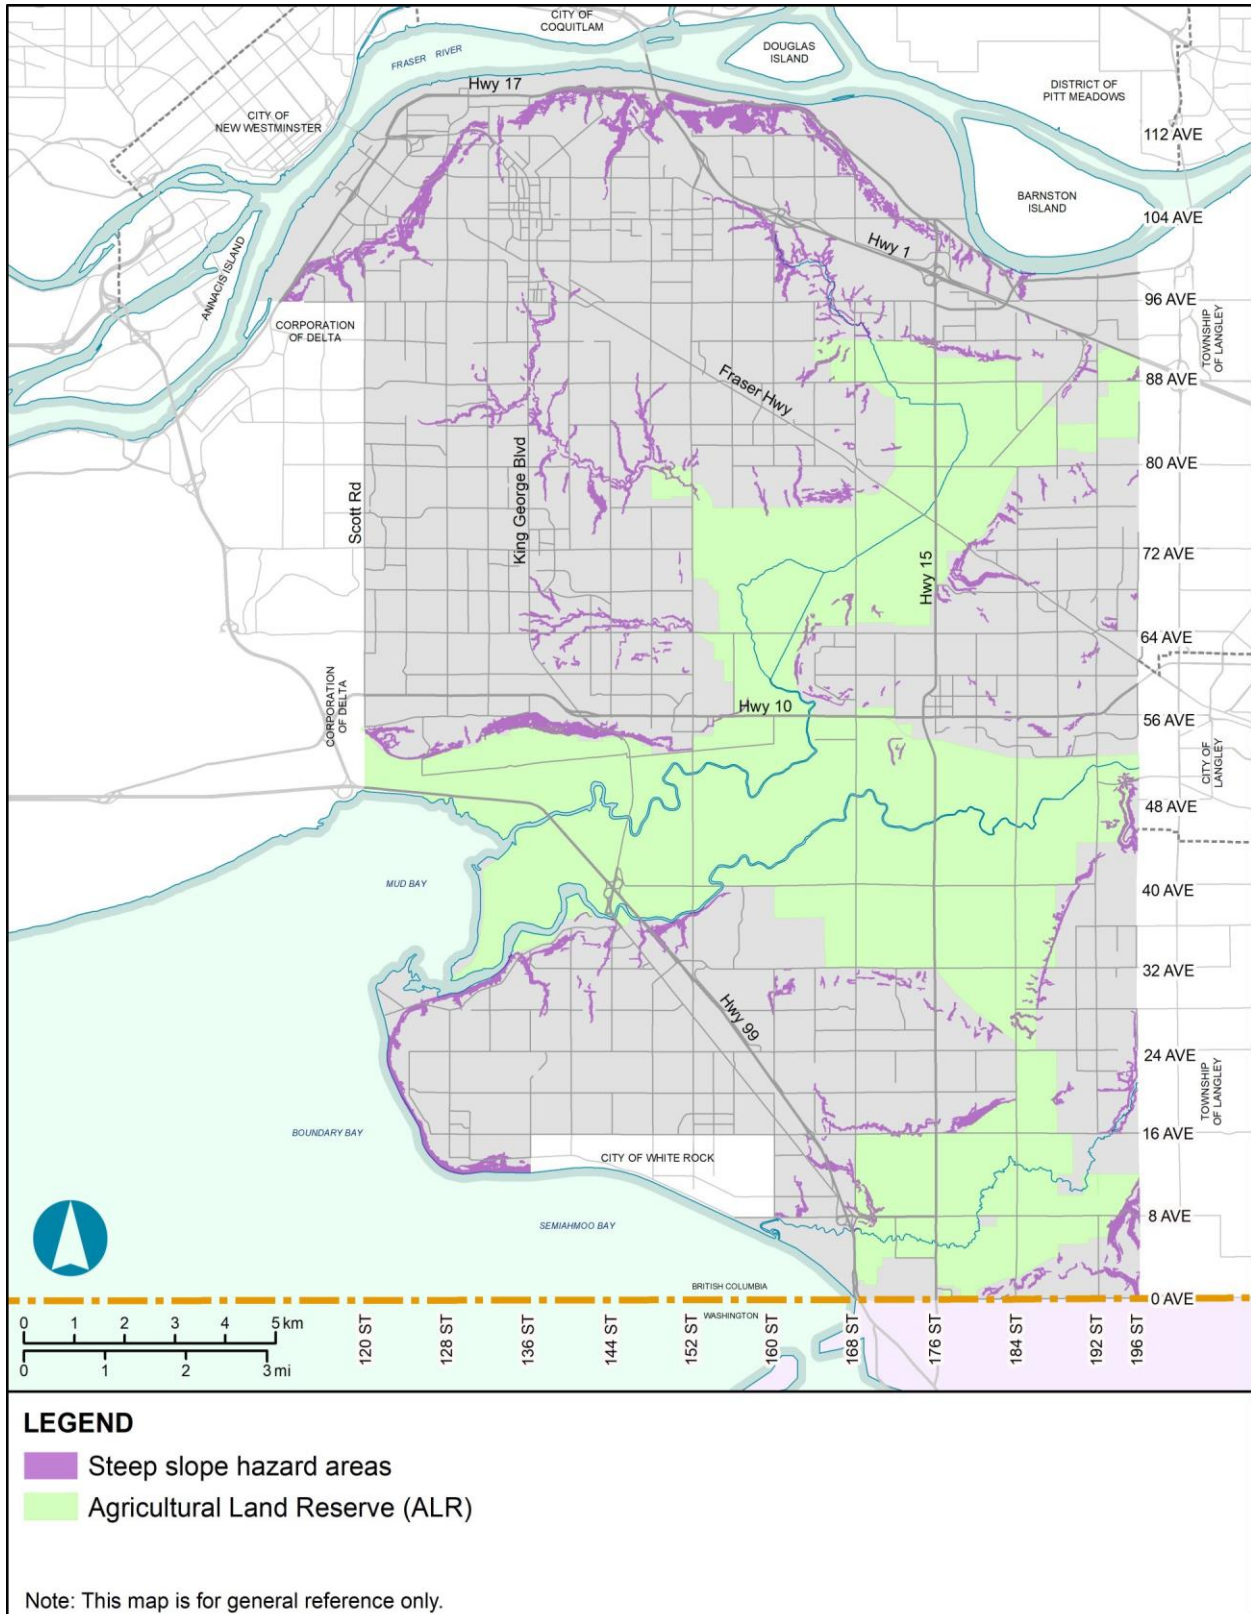 CITY OF
COQUITLAM
DOUGLAS
ISLAND
FRASER RIVER
Hwy 17
DISTRICT OF
PITT MEADOWS
CITY OF
NEW WESTMINSTER
112 AVE
BARNSTON
ISLAND
104 AVE
Hwy 1
ANNACIS ISLAND
96 AVE
CORPORATION
OF DELTA
TOWNSHIP
OF LANGLEY
88 AVE
Fraser Hwy
King George Blvd
80 AVE
Scott Rd
72 AVE
Hwy 15
64 AVE
CORPORATION
OF DELTA
Hwy 10
56 AVE
CITY OF
LANGLEY
48 AVE
MUD BAY
40 AVE
32 AVE
Hwy 99
24 AVE
TOWNSHIP
OF LANGLEY
BOUNDARY BAY
16 AVE
CITY OF WHITE ROCK
8 AVE
SEMIAHMOO BAY
BRITISH COLUMBIA
0 AVE
WASHINGTON
0 1 2 3 4 5 km
0 1 2 3 mi
120 ST
128 ST
136 ST
144 ST
152 ST
160 ST
168 ST
176 ST
184 ST
192 ST
196 ST
LEGEND
Steep slope hazard areas
Agricultural Land Reserve (ALR)
Note: This map is for general reference only.